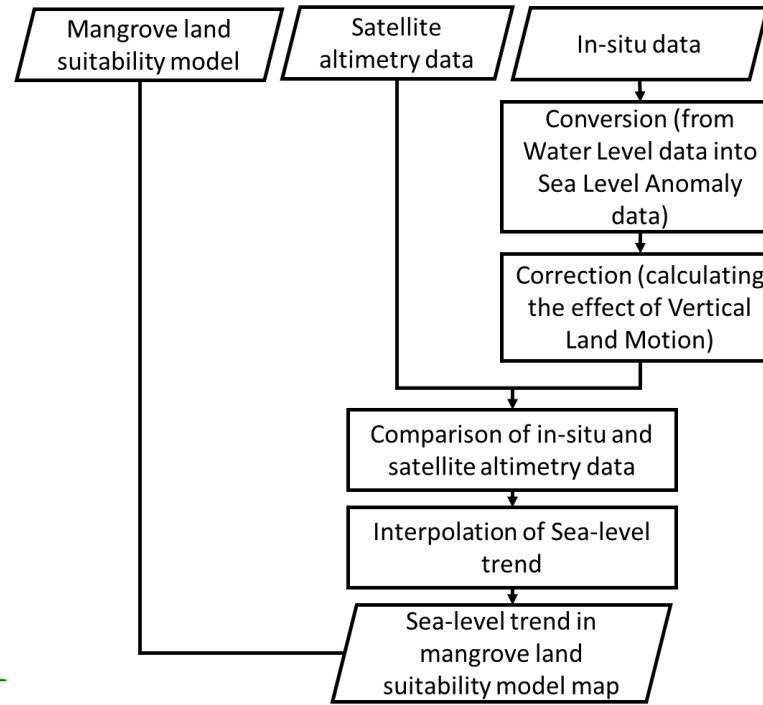 Mangrove land
suitability model
Satellite
altimetry data
In-situ data
Conversion (from
Water Level data into
Sea Level Anomaly
data)
Correction (calculating
the effect of Vertical
Land Motion)
Comparison of in-situ and
satellite altimetry data
Interpolation of Sea-level
trend
Sea-level trend in
mangrove land
suitability model map